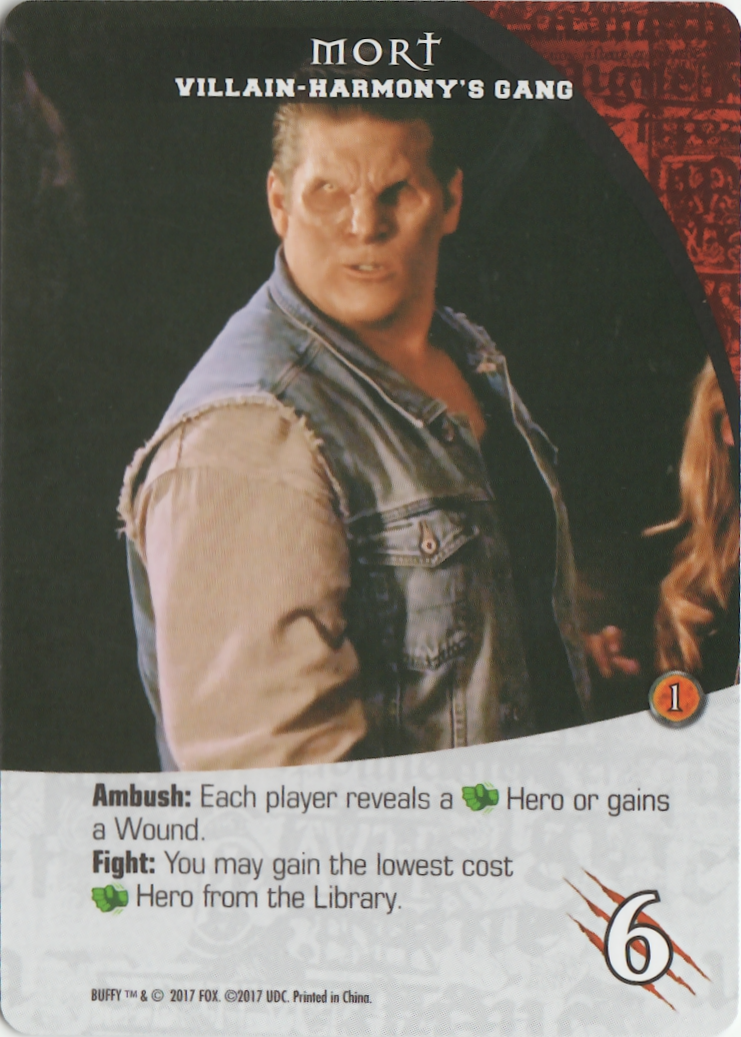 MORT
VILLAIN-HARMONY'S GANG
1
Ambush: Each player reveals a Hero or gains
a Wound.
Fight: You may gain the lowest cost
Hero from the Library.
6
BUFFY ™ & © 2017 FOX. ©2017 UDC. Printed in China.